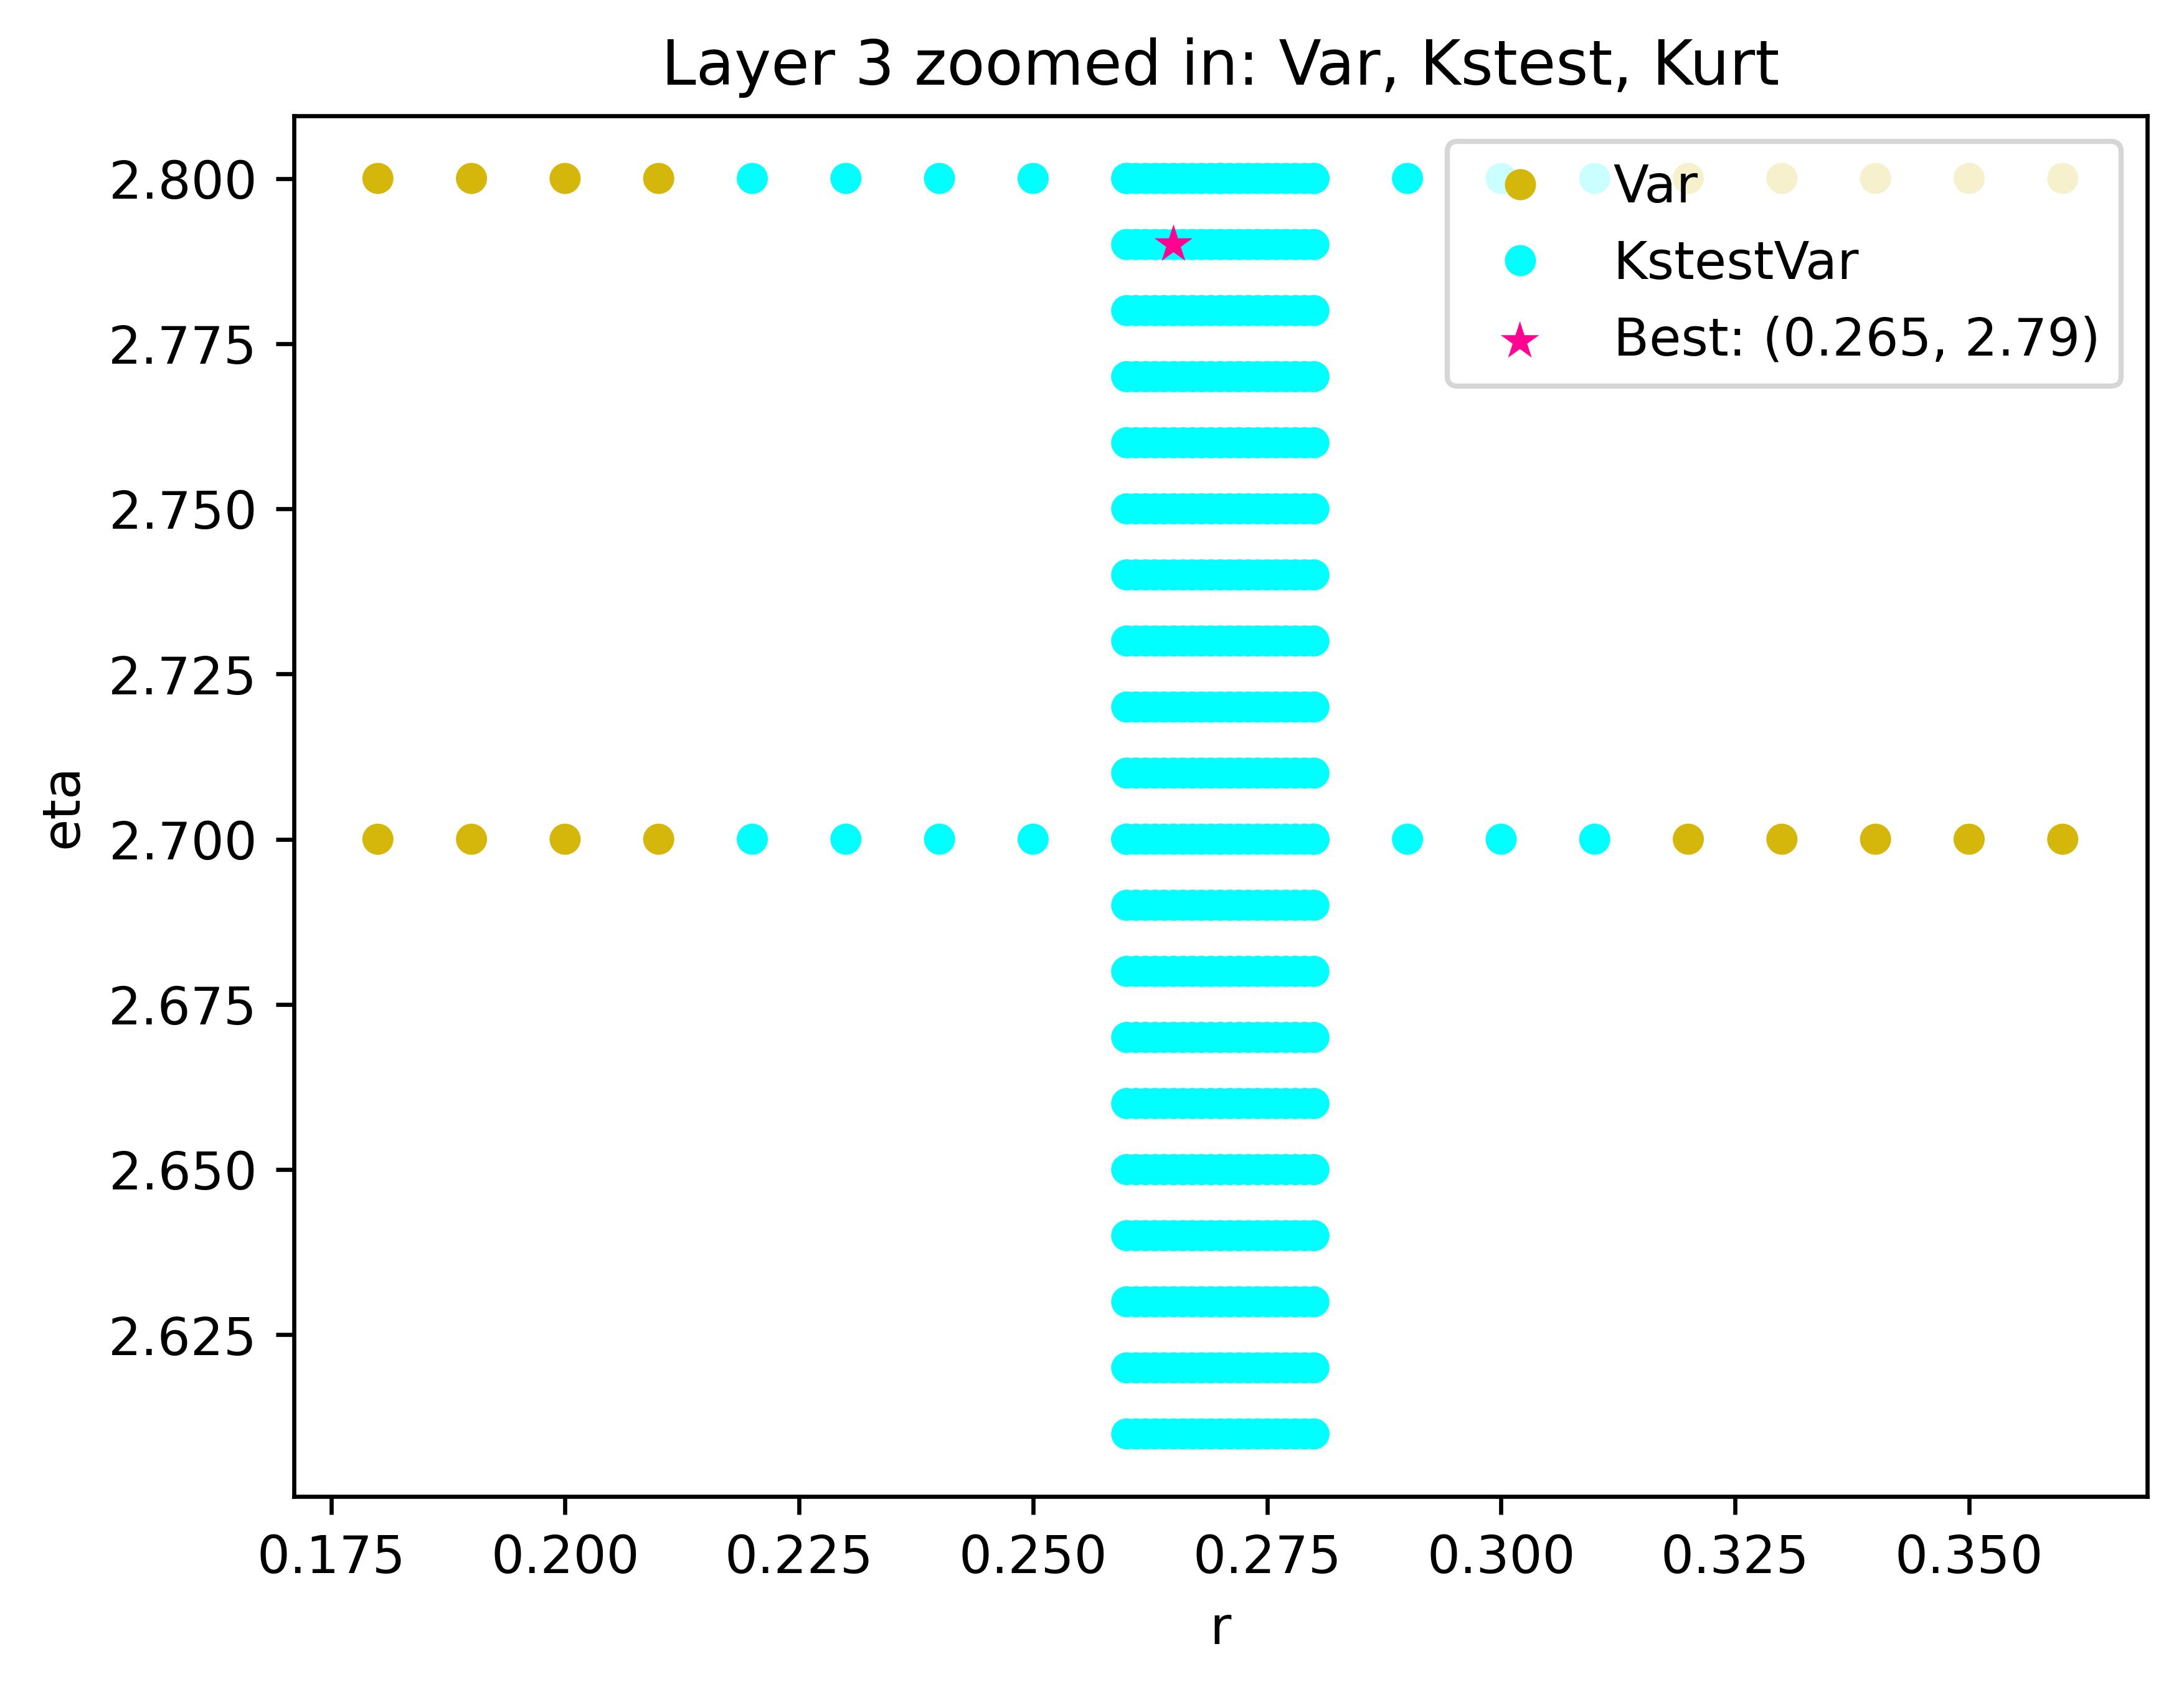 Layer 3 zoomed in: Var, Kstest, Kurt
Var
KstestVar
Best: (0.265, 2.79)
eta
2.800
2.775
2.750
2.725
2.700
2.675
2.650
2.625
0.175 0.200 0.225 0.250 0.275 0.300 0.325 0.350
r